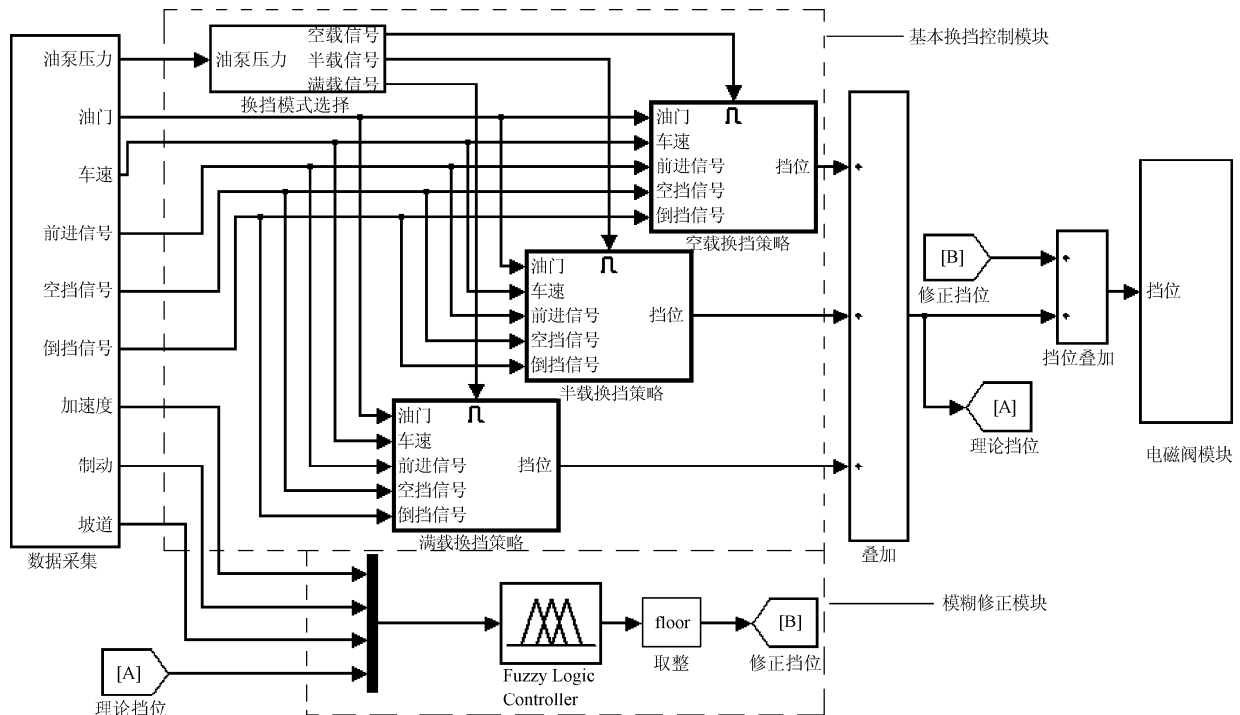 油泵压力
油门
车速
前进信号
空挡信号
倒挡信号
加速度
制动
坡道
数据采集
油泵压力
空载信号
半载信号
满载信号
换挡模式选择
基本换挡控制模块
油门
车速
前进信号
空挡信号
倒挡信号
挡位
空载换挡策略
油门
车速
前进信号
空挡信号
倒挡信号
挡位
半载换挡策略
油门
车速
前进信号
空挡信号
倒挡信号
挡位
满载换挡策略
叠加
[B]
修正挡位
挡位叠加
[A]
理论挡位
挡位
电磁阀模块
[A]
理论挡位
Fuzzy Logic
Controller
floor
取整
[B]
修正挡位
模糊修正模块